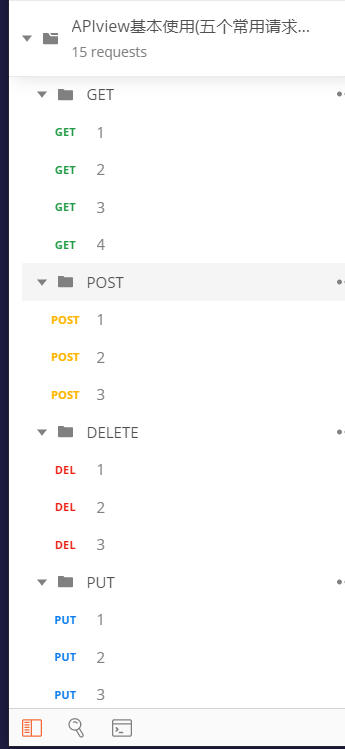 APIview基本使用(五个常用请求...
15 requests
GET
GET 1
GET 2
GET 3
GET 4
POST
POST 1
POST 2
POST 3
DELETE
DEL 1
DEL 2
DEL 3
PUT
PUT 1
PUT 2
PUT 3